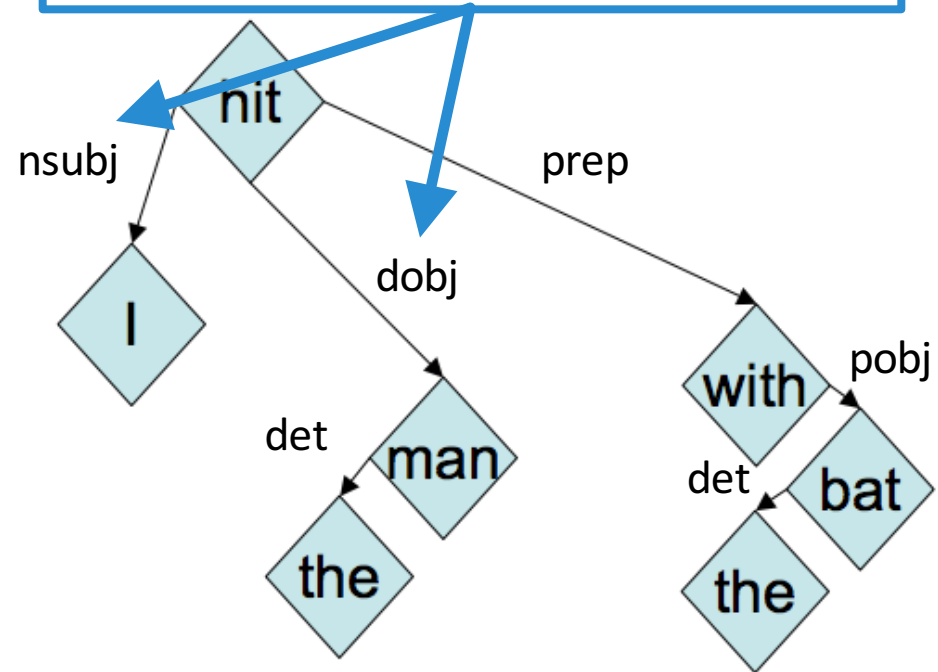 hit
nsubj
prep
dobj
I
with
pobj
det
man
det
bat
the
the